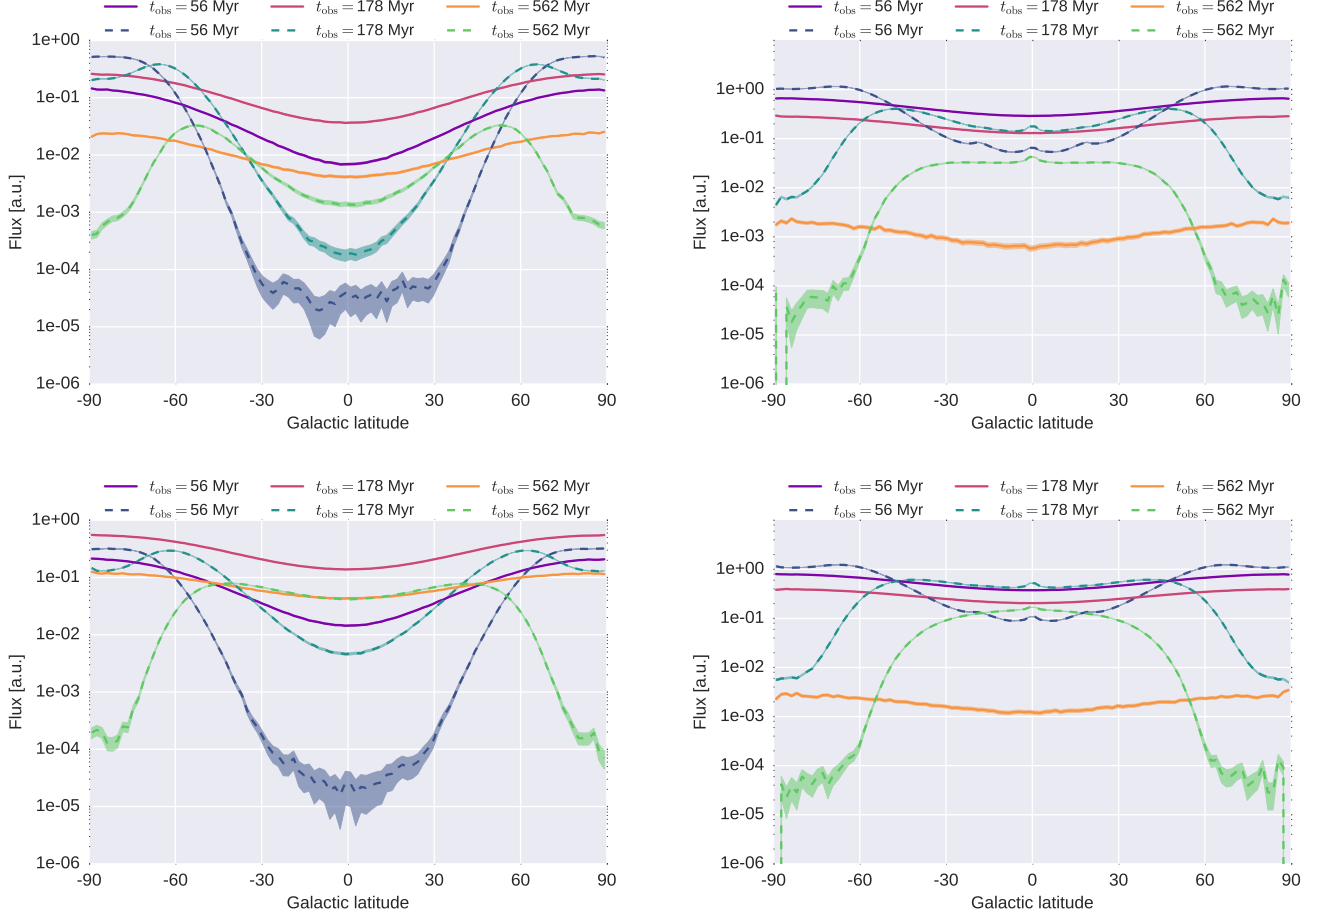 t_obs = 56 Myr t_obs = 178 Myr t_obs = 562 Myr
t_obs = 56 Myr t_obs = 178 Myr t_obs = 562 Myr
1e+00
1e-01
1e-02
1e-03
1e-04
1e-05
1e-06
Flux [a.u.]
-90 -60 -30 0 30 60 90
Galactic latitude
t_obs = 56 Myr t_obs = 178 Myr t_obs = 562 Myr
t_obs = 56 Myr t_obs = 178 Myr t_obs = 562 Myr
1e+00
1e-01
1e-02
1e-03
1e-04
1e-05
1e-06
Flux [a.u.]
-90 -60 -30 0 30 60 90
Galactic latitude
t_obs = 56 Myr t_obs = 178 Myr t_obs = 562 Myr
t_obs = 56 Myr t_obs = 178 Myr t_obs = 562 Myr
1e+00
1e-01
1e-02
1e-03
1e-04
1e-05
1e-06
Flux [a.u.]
-90 -60 -30 0 30 60 90
Galactic latitude
t_obs = 56 Myr t_obs = 178 Myr t_obs = 562 Myr
t_obs = 56 Myr t_obs = 178 Myr t_obs = 562 Myr
1e+00
1e-01
1e-02
1e-03
1e-04
1e-05
1e-06
Flux [a.u.]
-90 -60 -30 0 30 60 90
Galactic latitude